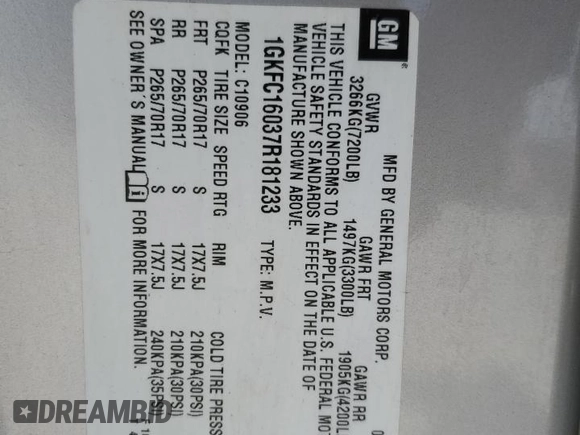 GM
MFD BY GENERAL MOTORS CORP.
GVWR GAWR FRT GAWR RR
3266KG(7200LB) 1497KG(3300LB) 1905KG(4200L
THIS VEHICLE CONFORMS TO ALL APPLICABLE U.S. FEDERAL MOT
VEHICLE SAFETY STANDARDS IN EFFECT ON THE DATE OF
MANUFACTURE SHOWN ABOVE.
1GKFC16037R181233 TYPE: M.P.V.
MODEL: C10906
CQFK TIRE SIZE SPEED RTG RIM COLD TIRE PRES
FRT P265/70R17 S 17X7.5J 210KPA(30PSI)
RR P265/70R17 S 17X7.5J 210KPA(30PSI)
SPA P265/70R17 S 17X7.5J 240KPA(35PSI)
SEE OWNER'S MANUAL i FOR MORE INFORMATION.
DREAMBID